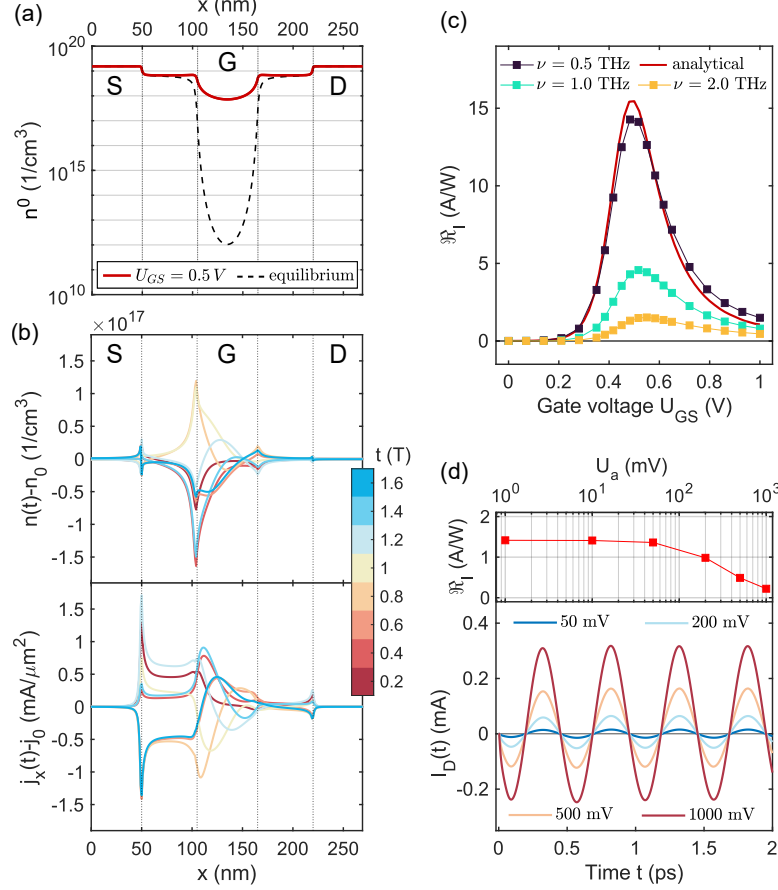 (a)
x (nm)
0 50 100 150 200 250
10^20
10^15
10^10
n^0 (1/cm^3)
S G D
U_GS = 0.5 V equilibrium
(b)
× 10^17
1.5
1
0.5
0
-0.5
-1
-1.5
n(t)-n_0 (1/cm^3)
S G D
t (T)
1.6
1.4
1.2
1
0.8
0.6
0.4
0.2
1.5
1
0.5
0
-0.5
-1
-1.5
j_x(t)-j_0 (mA/μm^2)
0 50 100 150 200 250
x (nm)
(c)
ν = 0.5 THz analytical
ν = 1.0 THz ν = 2.0 THz
15
10
5
0
ℜ_I (A/W)
0 0.2 0.4 0.6 0.8 1
Gate voltage U_GS (V)
(d)
U_a (mV)
10^0 10^1 10^2 10^3
2
1
0
ℜ_I (A/W)
50 mV 200 mV
0.4
0.2
0
-0.2
I_D(t) (mA)
500 mV 1000 mV
0 0.5 1 1.5 2
Time t (ps)